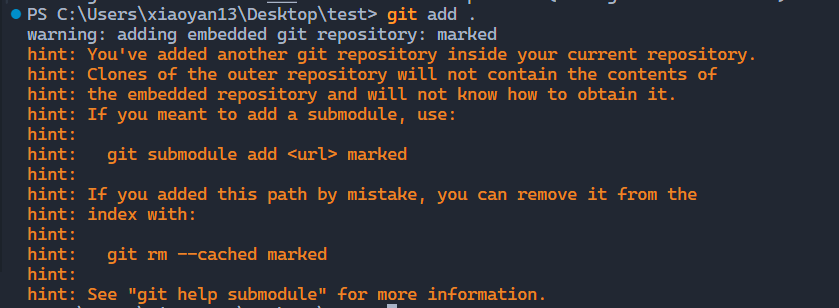 PS C:\Users\xiaoyan13\Desktop\test> git add .
warning: adding embedded git repository: marked
hint: You've added another git repository inside your current repository.
hint: Clones of the outer repository will not contain the contents of
hint: the embedded repository and will not know how to obtain it.
hint: If you meant to add a submodule, use:
hint:
hint:   git submodule add <url> marked
hint:
hint: If you added this path by mistake, you can remove it from the
hint: index with:
hint:
hint:   git rm --cached marked
hint:
hint: See "git help submodule" for more information.